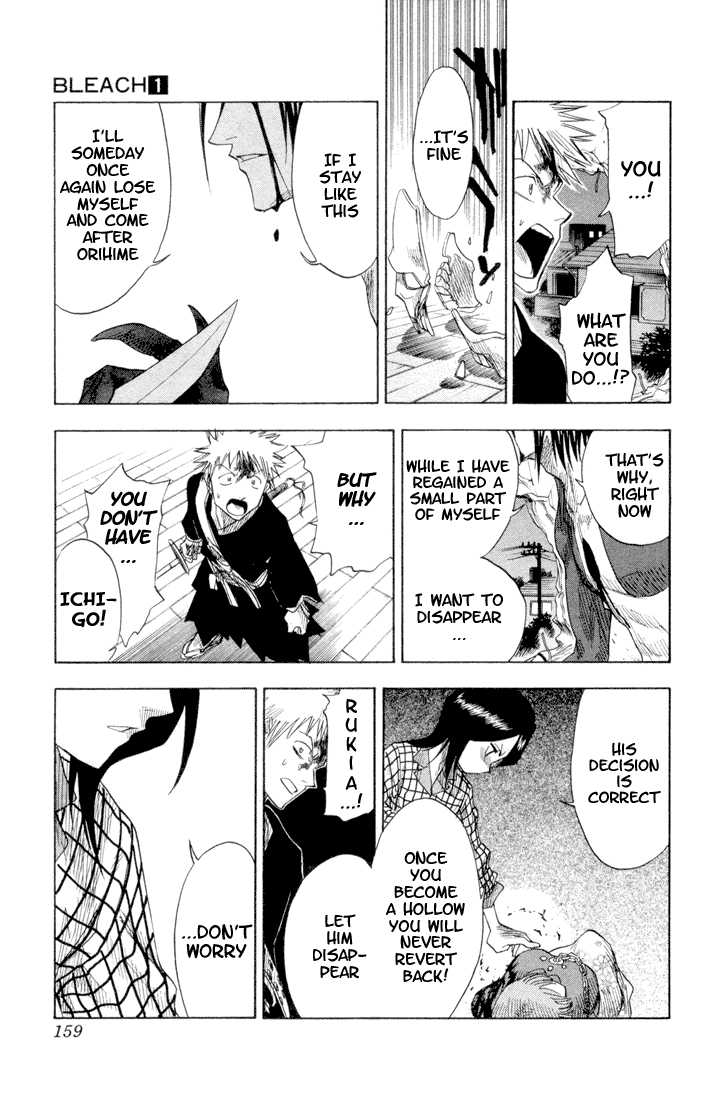 BLEACH 1
YOU
...!
WHAT
ARE
YOU
DO...!?
...IT'S
FINE
IF I
STAY
LIKE
THIS
I'LL
SOMEDAY
ONCE
AGAIN LOSE
MYSELF
AND COME
AFTER
ORIHIME
THAT'S
WHY,
RIGHT
NOW
WHILE I HAVE
REGAINED A
SMALL PART
OF MYSELF
I WANT TO
DISAPPEAR
...
BUT
WHY
...
YOU
DON'T
HAVE
...
ICHI-
GO!
HIS
DECISION
IS
CORRECT
ONCE
YOU
BECOME
A HOLLOW
YOU WILL
NEVER
REVERT
BACK!
RUKIA
...!
LET
HIM
DISAP-
PEAR
...DON'T
WORRY
159